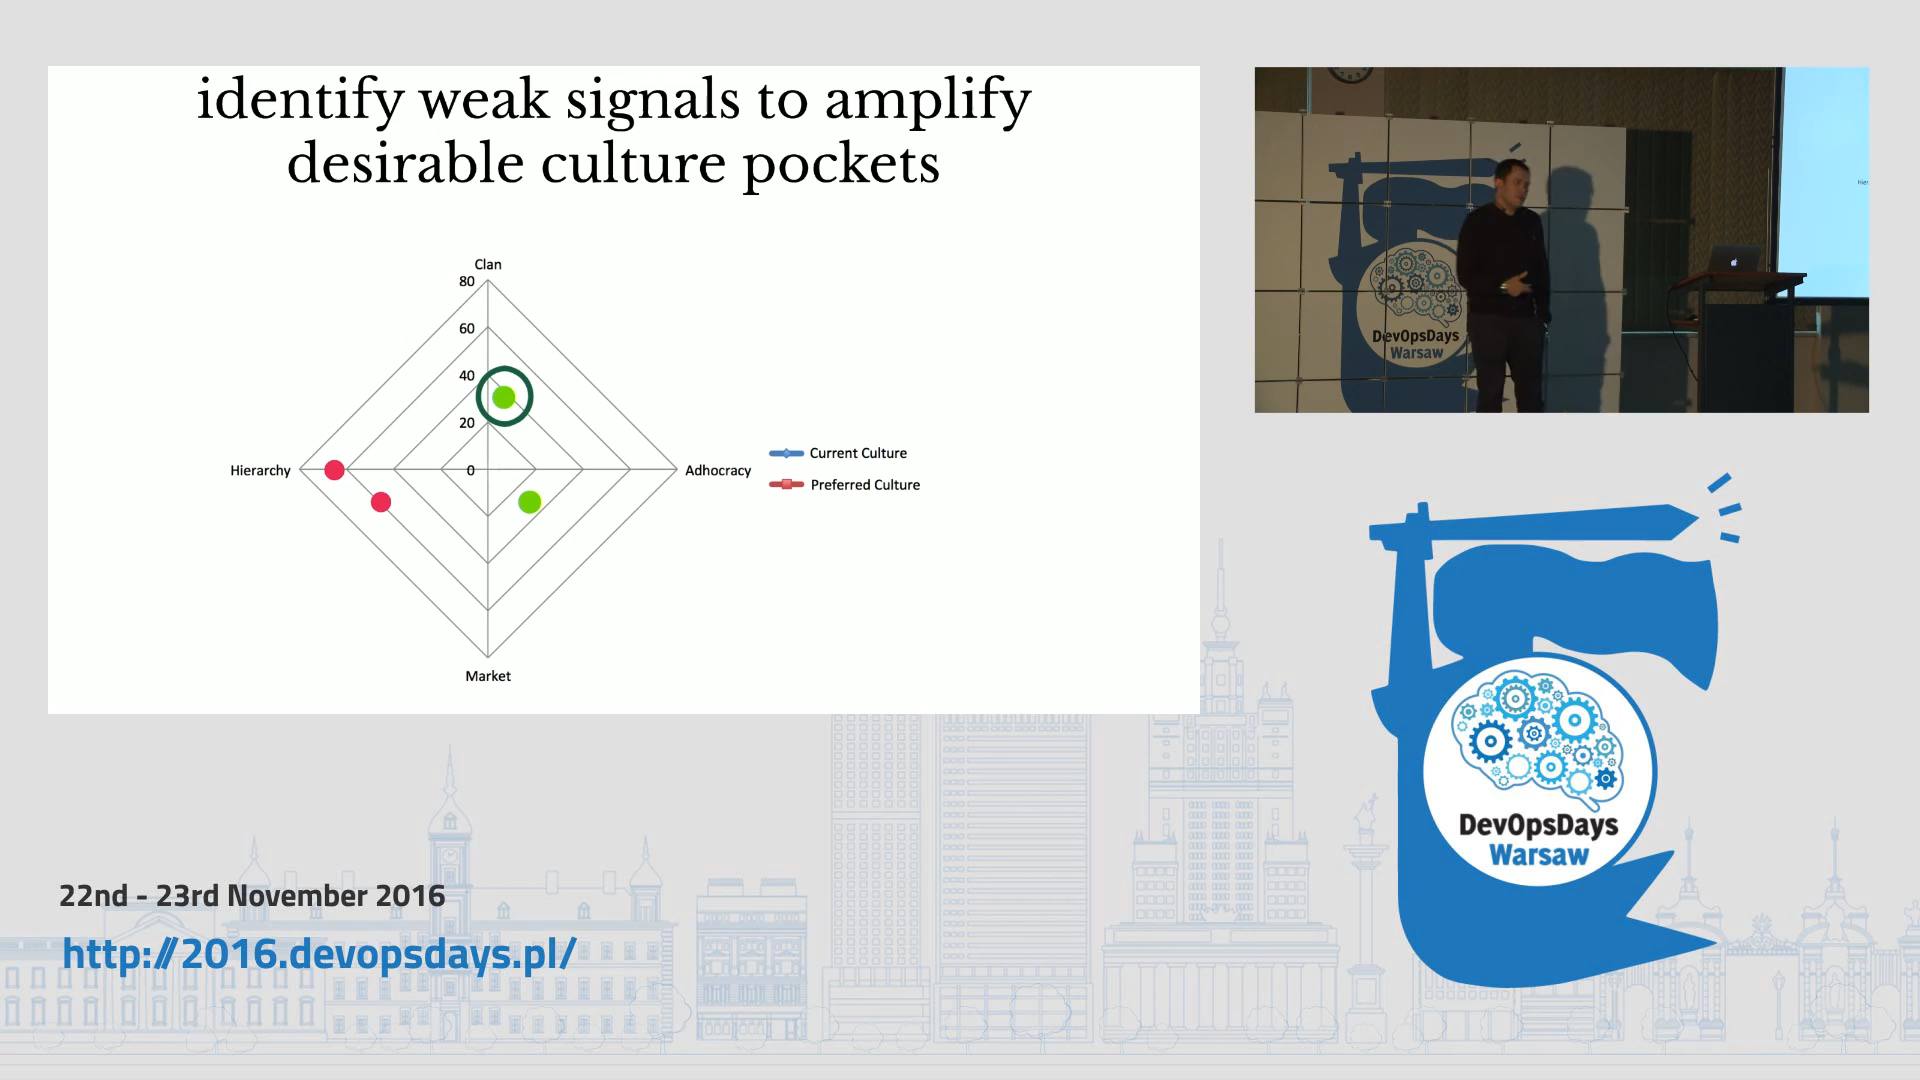 identify weak signals to amplify
desirable culture pockets
Clan
80
60
40
20
0
Hierarchy
Adhocracy
Market
Current Culture
Preferred Culture
DevOpsDays
Warsaw
DevOpsDays
Warsaw
22nd - 23rd November 2016
http://2016.devopsdays.pl/